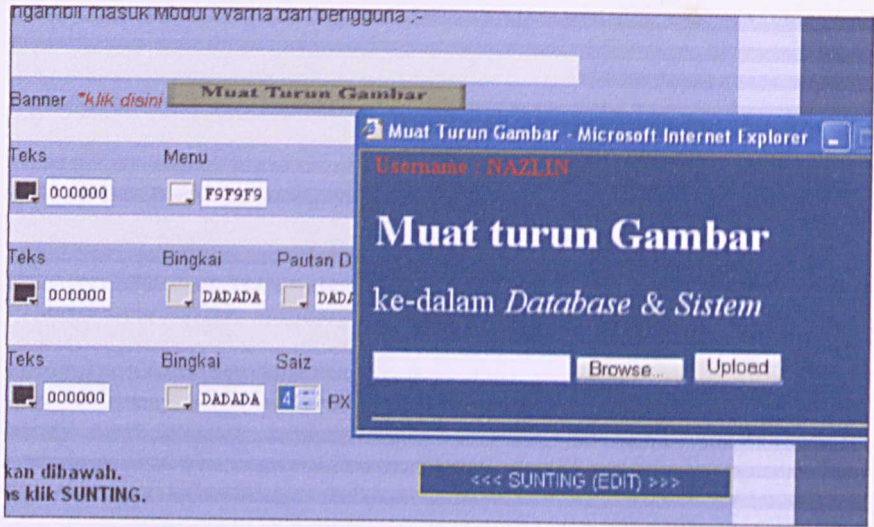 ngambil masuk Modul Warna dari pengguna :-
Banner *klik disini Muat Turun Gambar
Teks Menu
000000 F9F9F9
Teks Bingkai Pautan D
000000 DADADA DADA
Teks Bingkai Saiz
000000 DADADA 4 PX
kan dibawah.
as klik SUNTING.
<<< SUNTING (EDIT) >>>
Muat Turun Gambar - Microsoft Internet Explorer
Username : NAZLIN
Muat turun Gambar
ke-dalam Database & Sistem
Browse... Upload